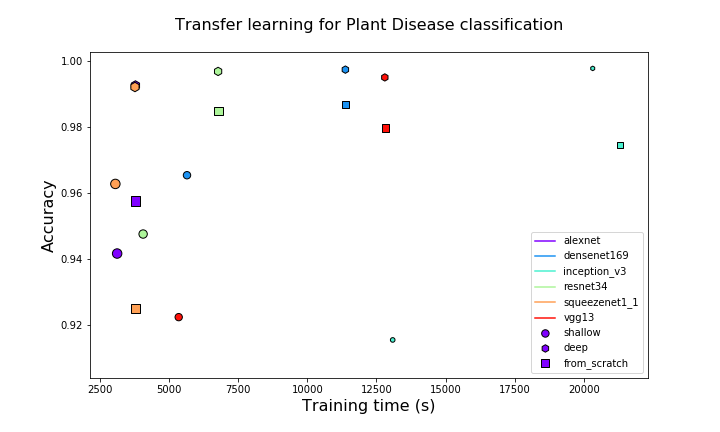 Transfer learning for Plant Disease classification
Accuracy
1.00
0.98
0.96
0.94
0.92
2500
5000
7500
10000
12500
15000
17500
20000
Training time (s)
alexnet
densenet169
inception_v3
resnet34
squeezenet1_1
vgg13
shallow
deep
from_scratch